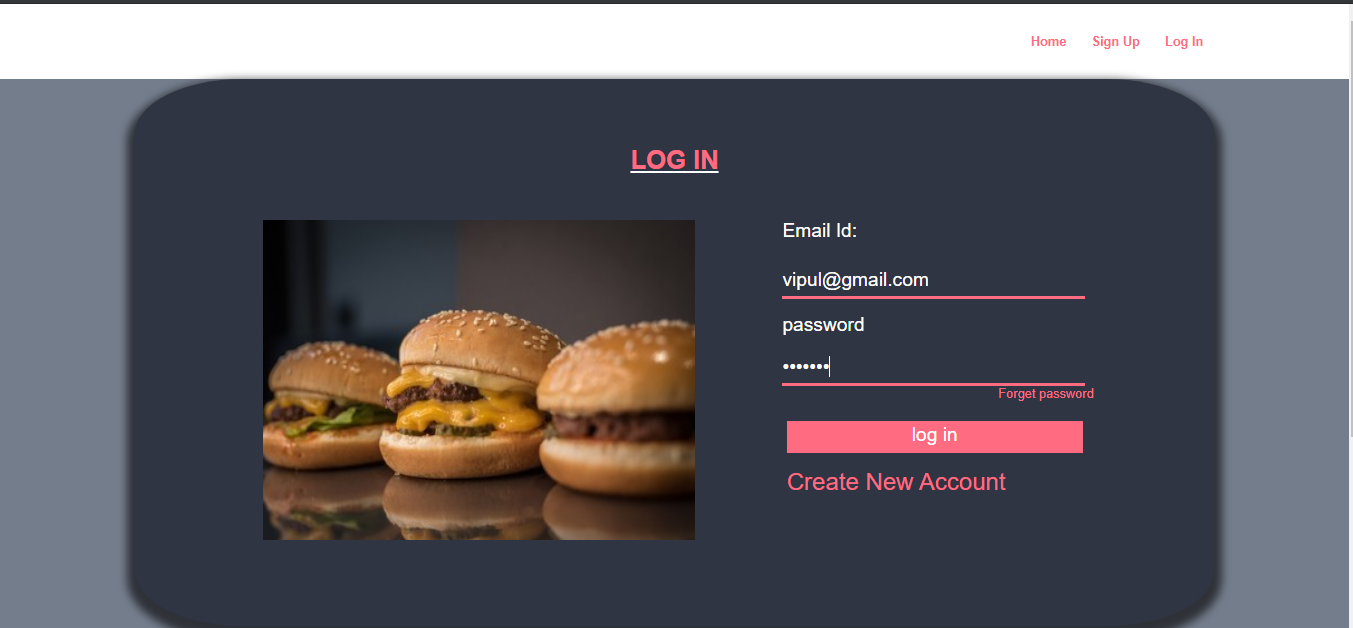 Home Sign Up Log In
LOG IN
Email Id:
vipul@gmail.com
password
•••••••
Forget password
log in
Create New Account